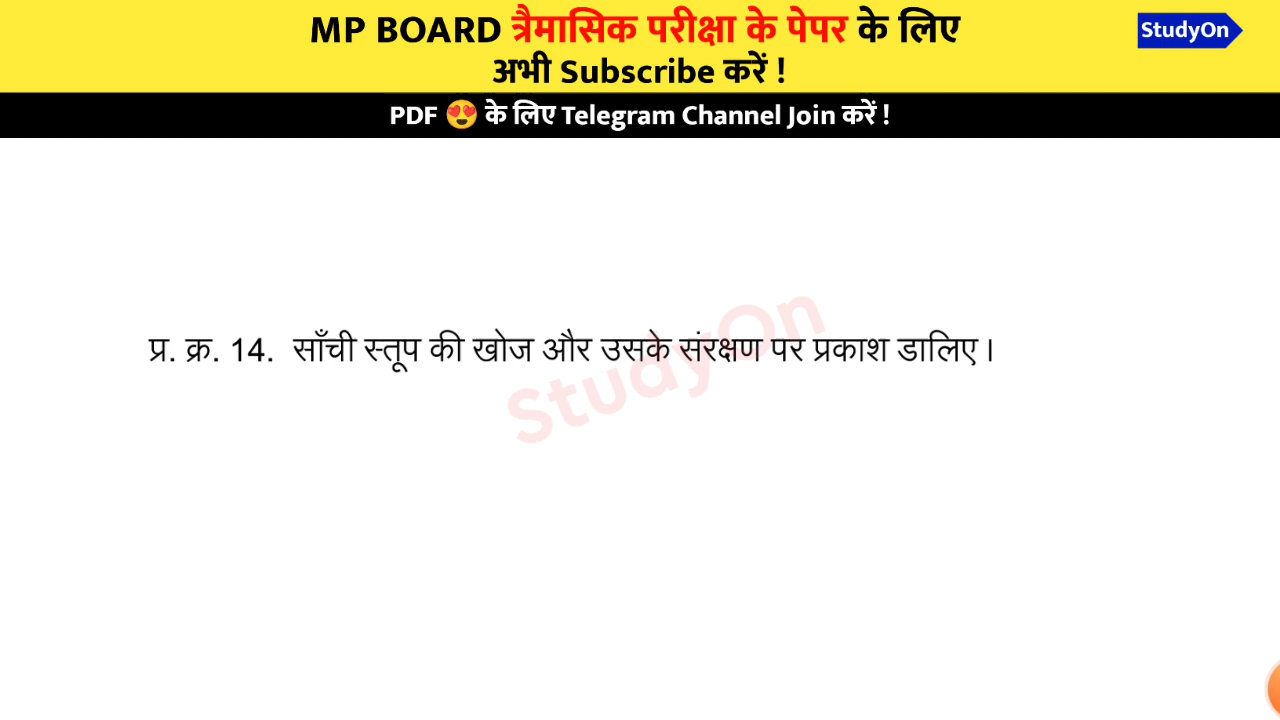 MP BOARD त्रैमासिक परीक्षा के पेपर के लिए
अभी Subscribe करें !
StudyOn
PDF 😍 के लिए Telegram Channel Join करें !
प्र. क्र. 14. साँची स्तूप की खोज और उसके संरक्षण पर प्रकाश डालिए।
StudyOn